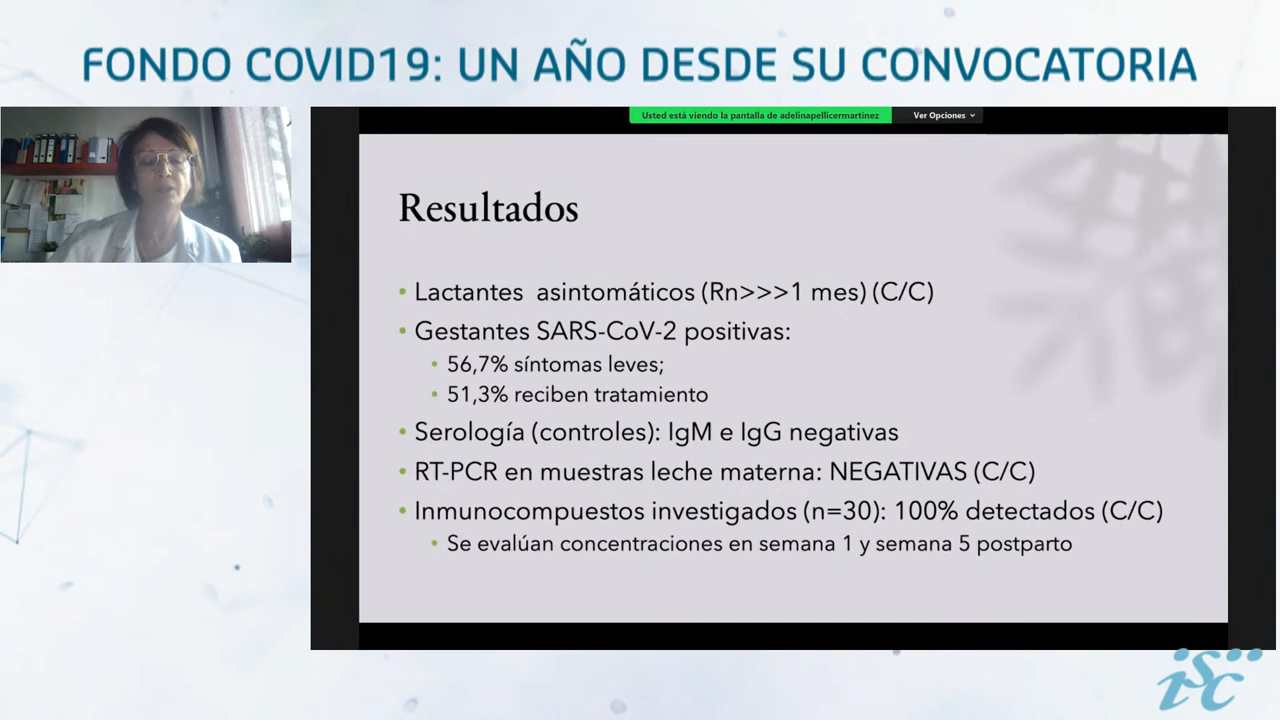 FONDO COVID19: UN AÑO DESDE SU CONVOCATORIA
Usted está viendo la pantalla de adelinapellicermartinez
Ver Opciones
Resultados
• Lactantes asintomáticos (Rn>>>1 mes) (C/C)
• Gestantes SARS-CoV-2 positivas:
• 56,7% síntomas leves;
• 51,3% reciben tratamiento
• Serología (controles): IgM e IgG negativas
• RT-PCR en muestras leche materna: NEGATIVAS (C/C)
• Inmunocompuestos investigados (n=30): 100% detectados (C/C)
• Se evalúan concentraciones en semana 1 y semana 5 postparto
isciii